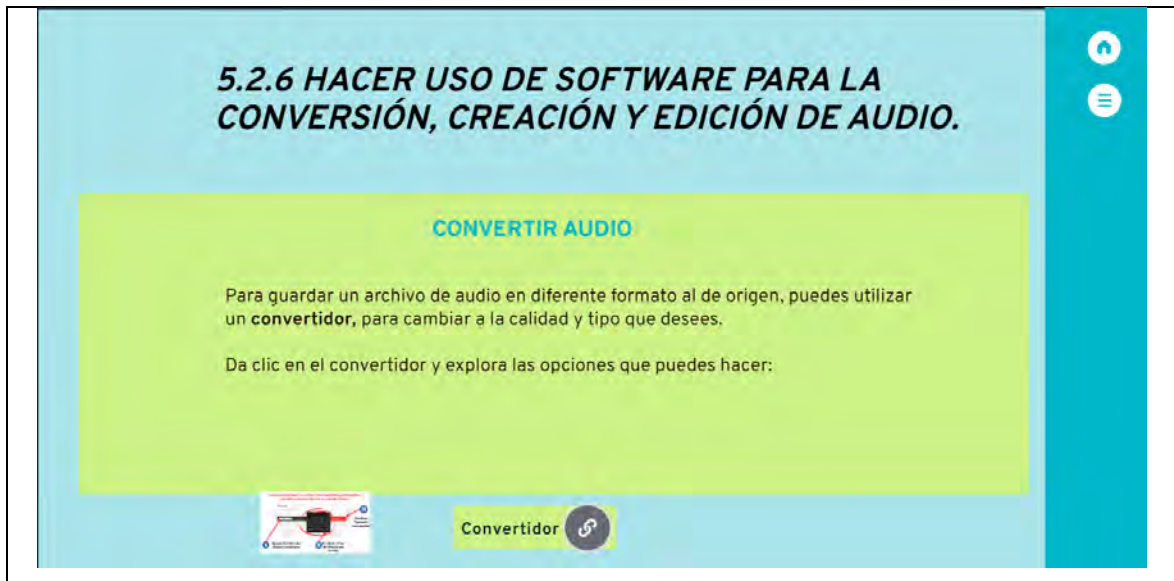 5.2.6 HACER USO DE SOFTWARE PARA LA
CONVERSIÓN, CREACIÓN Y EDICIÓN DE AUDIO.
CONVERTIR AUDIO
Para guardar un archivo de audio en diferente formato al de origen, puedes utilizar
un convertidor, para cambiar a la calidad y tipo que desees.
Da clic en el convertidor y explora las opciones que puedes hacer:
Convertidor